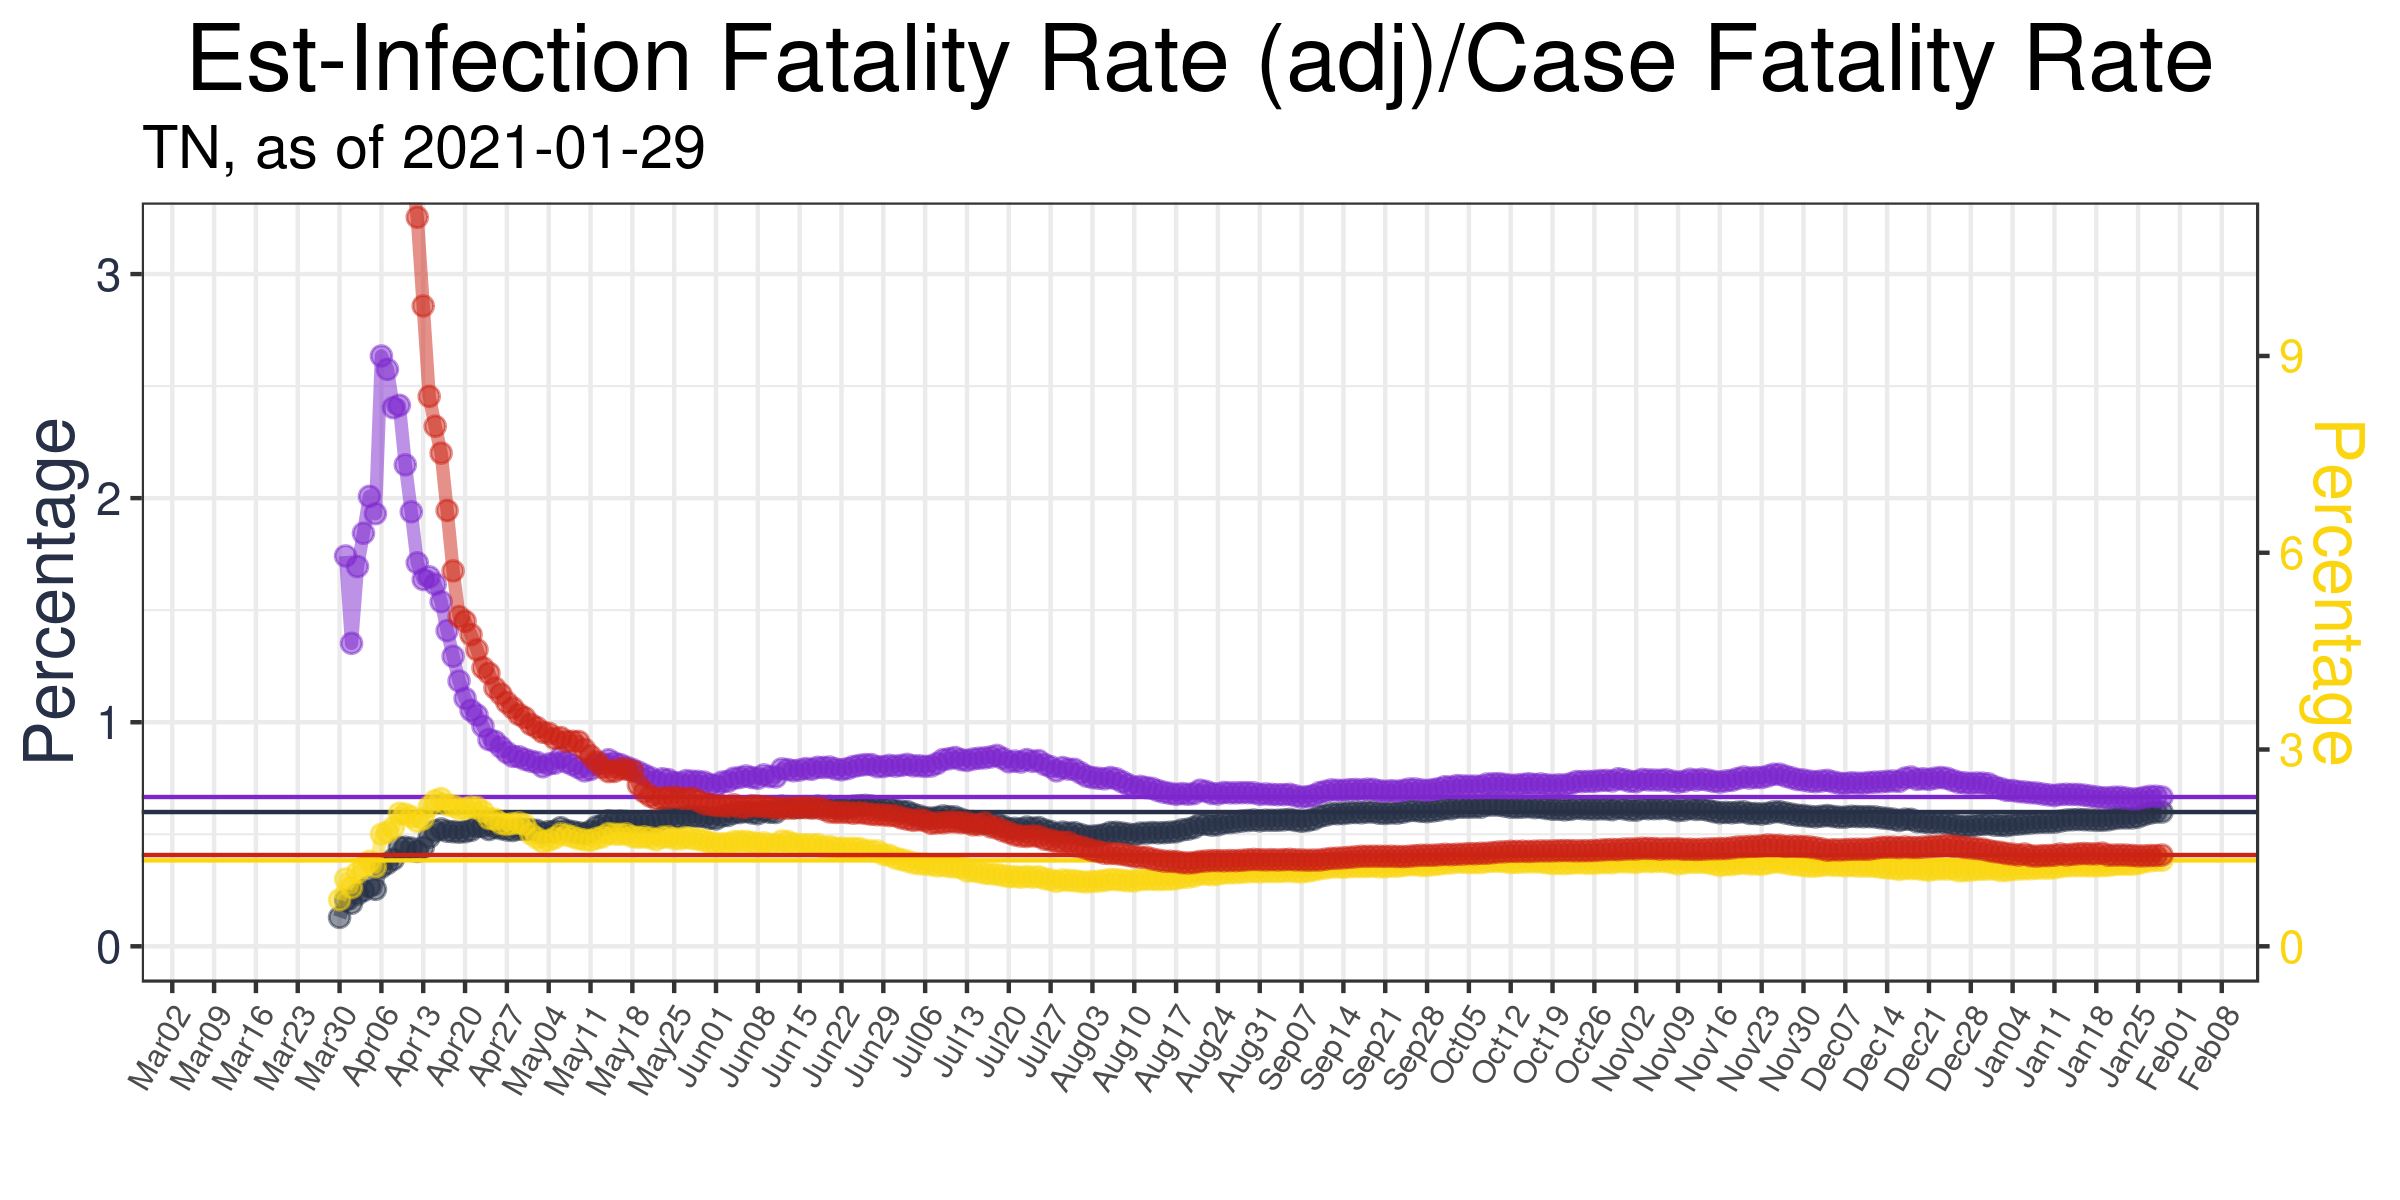 Est-Infection Fatality Rate (adj)/Case Fatality Rate
TN, as of 2021-01-29
Percentage
3
2
1
0
9
6
3
0
Percentage
Mar02
Mar09
Mar16
Mar23
Mar30
Apr06
Apr13
Apr20
Apr27
May04
May11
May18
May25
Jun01
Jun08
Jun15
Jun22
Jun29
Jul06
Jul13
Jul20
Jul27
Aug03
Aug10
Aug17
Aug24
Aug31
Sep07
Sep14
Sep21
Sep28
Oct05
Oct12
Oct19
Oct26
Nov02
Nov09
Nov16
Nov23
Nov30
Dec07
Dec14
Dec21
Dec28
Jan04
Jan11
Jan18
Jan25
Feb01
Feb08